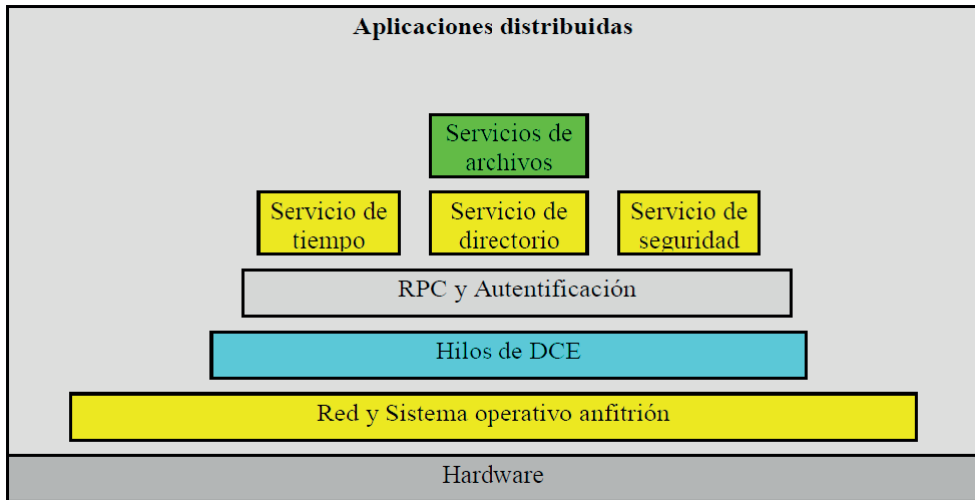 Aplicaciones distribuidas
Servicios de
archivos
Servicio de
tiempo
Servicio de
directorio
Servicio de
seguridad
RPC y Autentificación
Hilos de DCE
Red y Sistema operativo anfitrión
Hardware